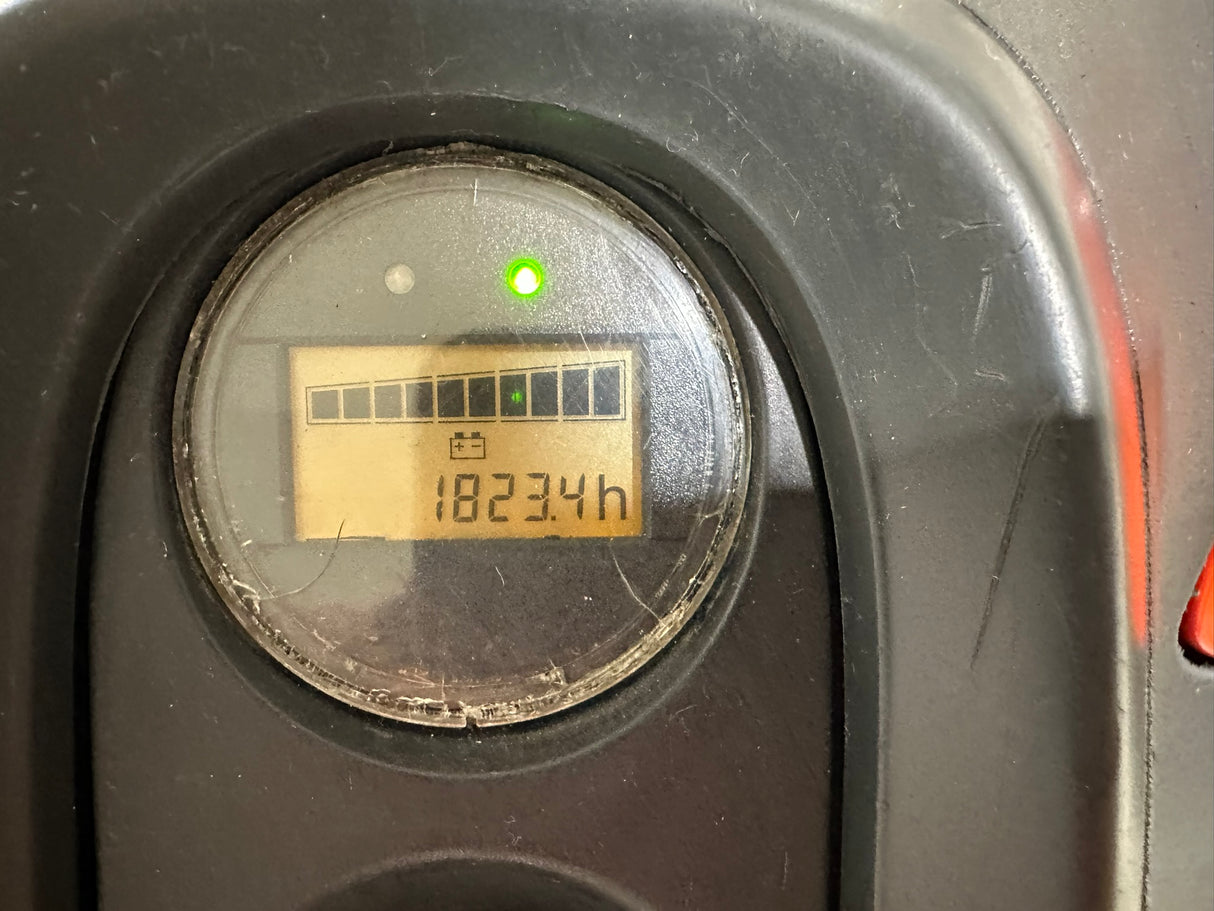 + -
1823.4h